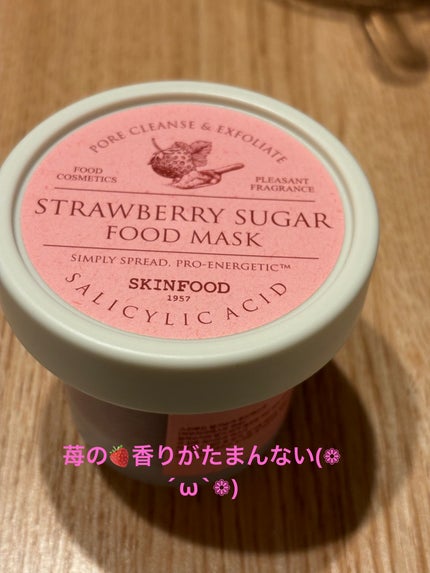 PORE CLEANSE & EXFOLIATE
FOOD
COSMETICS
PLEASANT
FRAGRANCE
STRAWBERRY SUGAR
FOOD MASK
SIMPLY SPREAD, PRO-ENERGETIC™
SKINFOOD
1957
SALICYLIC ACID
苺の🍓香りがたまんない(❁
´ω`❁)